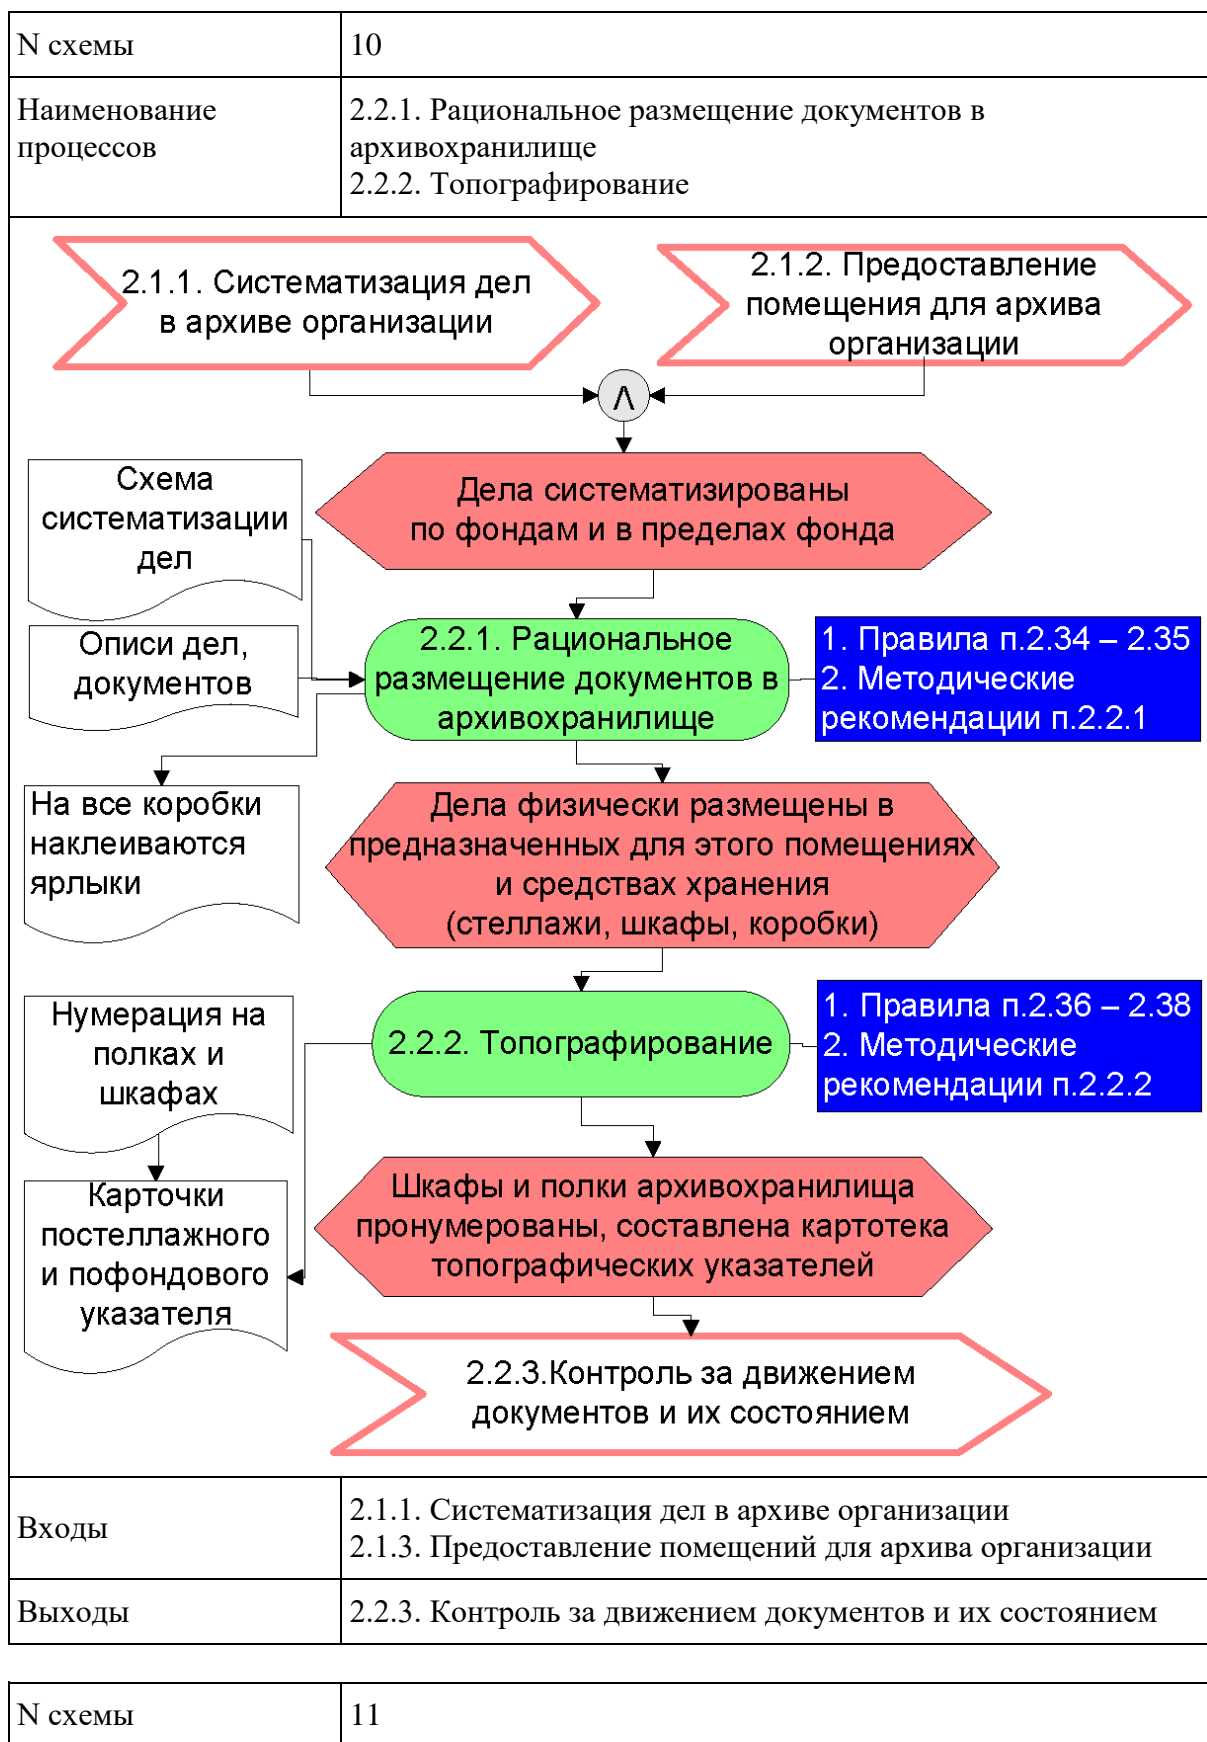 N схемы
10
Наименование
процессов
2.2.1. Рациональное размещение документов в
архивохранилище
2.2.2. Топографирование
2.1.1. Систематизация дел
в архиве организации
2.1.2. Предоставление
помещения для архива
организации
Λ
Дела систематизированы
по фондам и в пределах фонда
Схема
систематизации
дел
Описи дел,
документов
2.2.1. Рациональное
размещение документов в
архивохранилище
1. Правила п.2.34 – 2.35
2. Методические
рекомендации п.2.2.1
На все коробки
наклеиваются
ярлыки
Дела физически размещены в
предназначенных для этого помещениях
и средствах хранения
(стеллажи, шкафы, коробки)
Нумерация на
полках и
шкафах
2.2.2. Топографирование
1. Правила п.2.36 – 2.38
2. Методические
рекомендации п.2.2.2
Карточки
постеллажного
и пофондового
указателя
Шкафы и полки архивохранилища
пронумерованы, составлена картотека
топографических указателей
2.2.3.Контроль за движением
документов и их состоянием
Входы
2.1.1. Систематизация дел в архиве организации
2.1.3. Предоставление помещений для архива организации
Выходы
2.2.3. Контроль за движением документов и их состоянием
N схемы
11